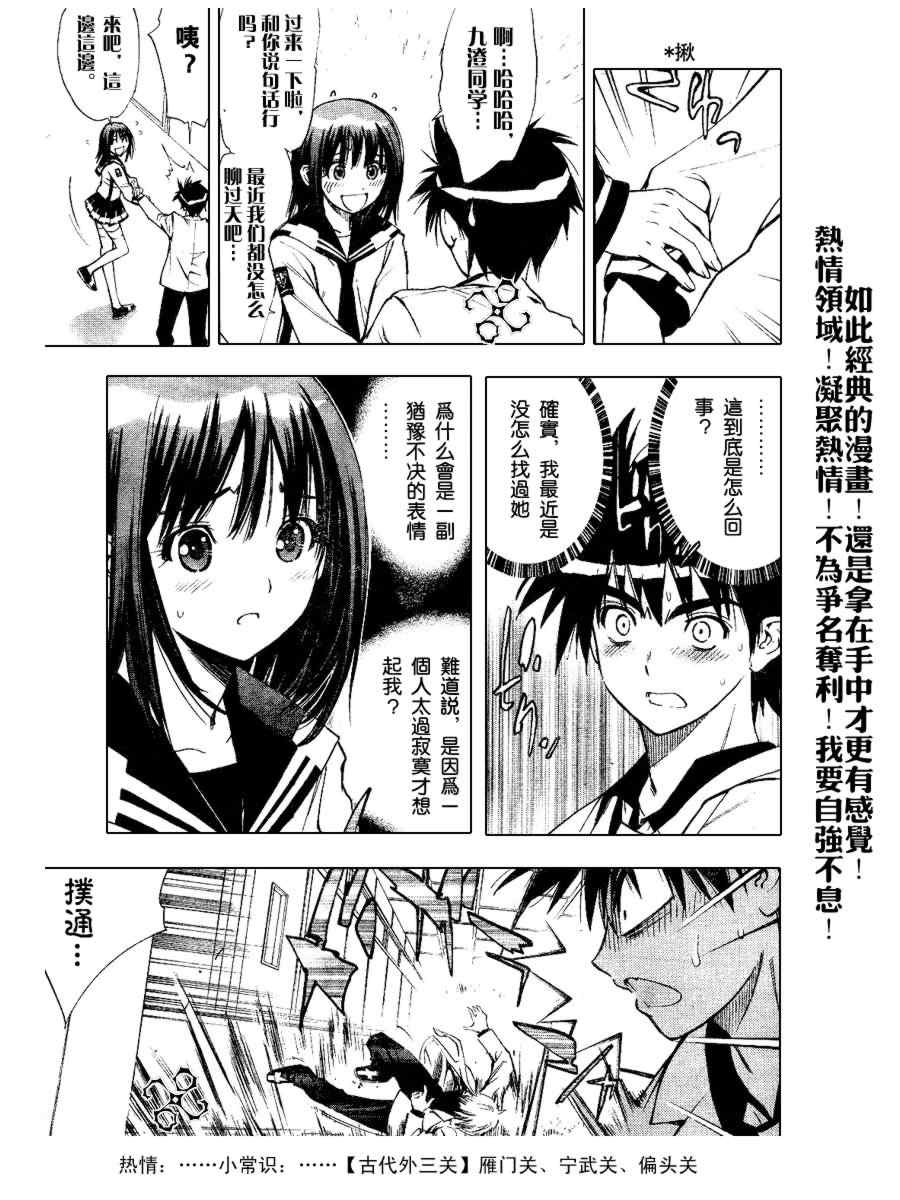 *揪
啊…哈哈哈,
九澄同学…
过来一下啦,
和你说句话行
吗?
最近我们都没怎么
聊过天吧…
咦?
來吧,這
邊這邊。
………
這到底是怎么回
事?
確實,我最近是
没怎么找過她
爲什么會是一副
猶豫不决的表情
………
難道説,是因爲一
個人太過寂寞才想
起我?
撲通…
如此經典的漫畫!還是拿在手中才更有感覺!
熱情領域!凝聚熱情!不為爭名奪利!我要自強不息!
热情:……小常识:……【古代外三关】雁门关、宁武关、偏头关